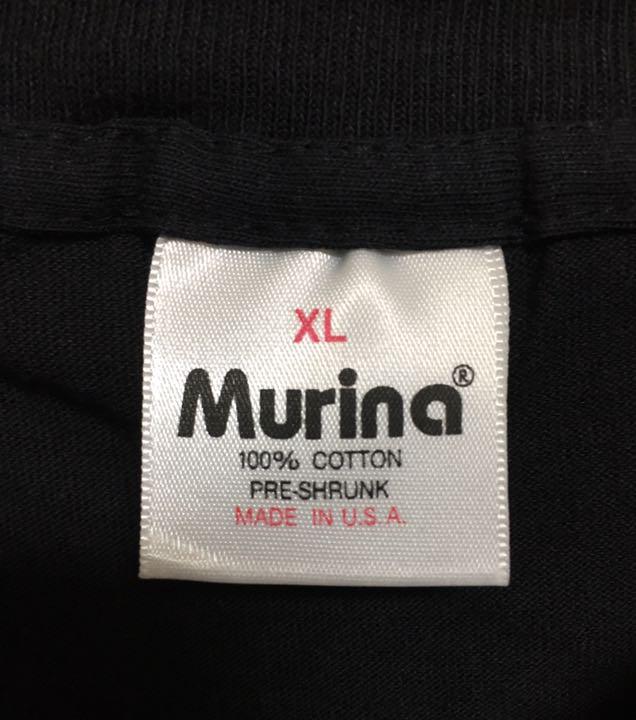 XL
Murina®
100% COTTON
PRE-SHRUNK
MADE IN U.S.A.